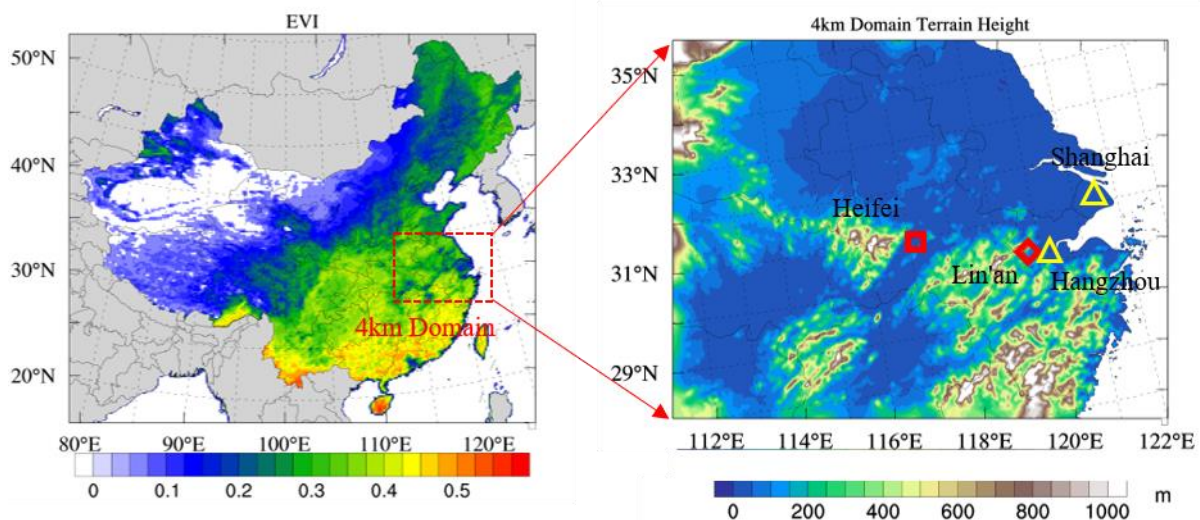 EVI
50°N
40°N
30°N
20°N
4km Domain
80°E 90°E 100°E 110°E 120°E
0 0.1 0.2 0.3 0.4 0.5
4km Domain Terrain Height
35°N
33°N
31°N
29°N
Shanghai
Heifei
Lin'an
Hangzhou
112°E 114°E 116°E 118°E 120°E 122°E
0 200 400 600 800 1000 m